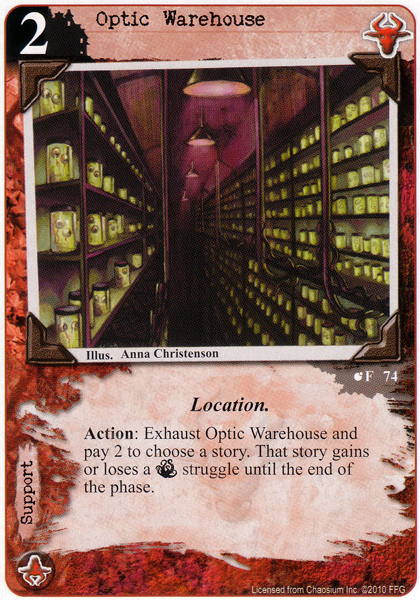 2
Optic Warehouse
Illus. Anna Christenson
F 74
Location.
Action: Exhaust Optic Warehouse and
pay 2 to choose a story. That story gains
or loses a struggle until the end of
the phase.
Support
Licensed from Chaosium Inc. ©2010 FFG